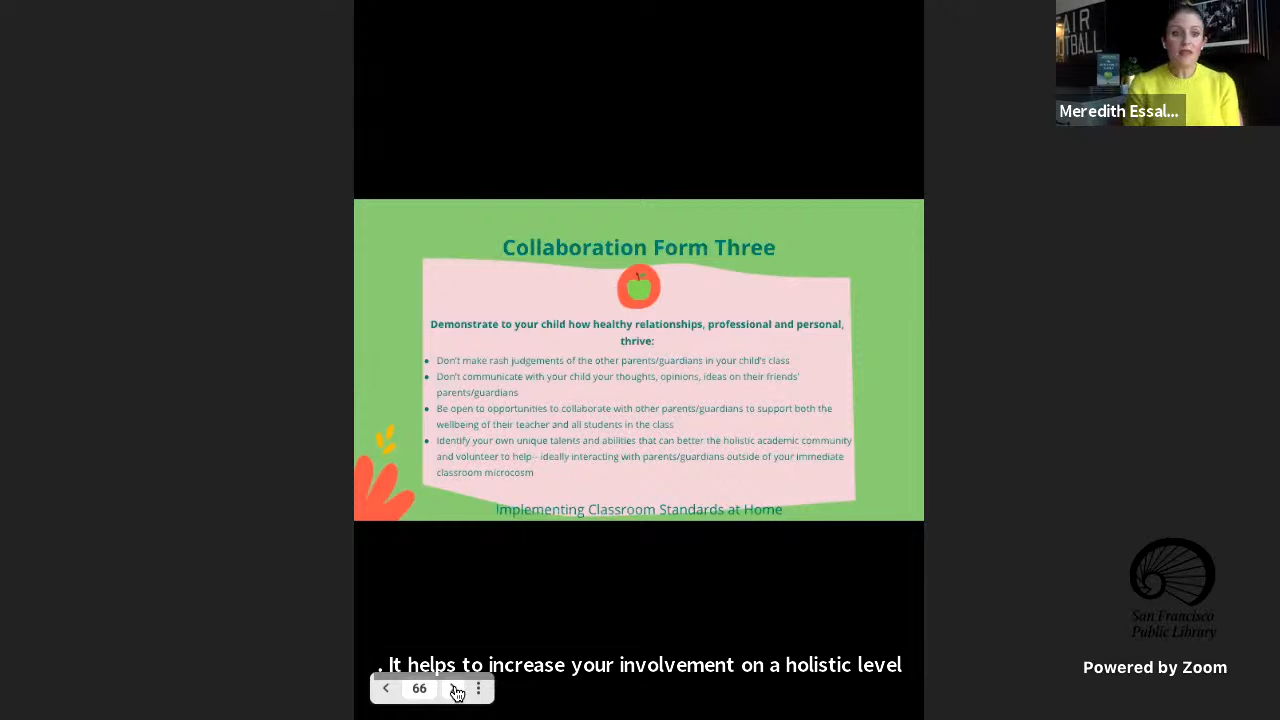 AIR
TBALL
Meredith Essal...
Collaboration Form Three
Demonstrate to your child how healthy relationships, professional and personal,
thrive:
Don't make rash judgements of the other parents/guardians in your child's class
Don't communicate with your child your thoughts, opinions, ideas on their friends'
parents/guardians
Be open to opportunities to collaborate with other parents/guardians to support both the
wellbeing of their teacher and all students in the class
Identify your own unique talents and abilities that can better the holistic academic community
and volunteer to help-- ideally interacting with parents/guardians outside of your immediate
classroom microcosm
Implementing Classroom Standards at Home
San Francisco
Public Library
. It helps to increase your involvement on a holistic level
Powered by Zoom
66